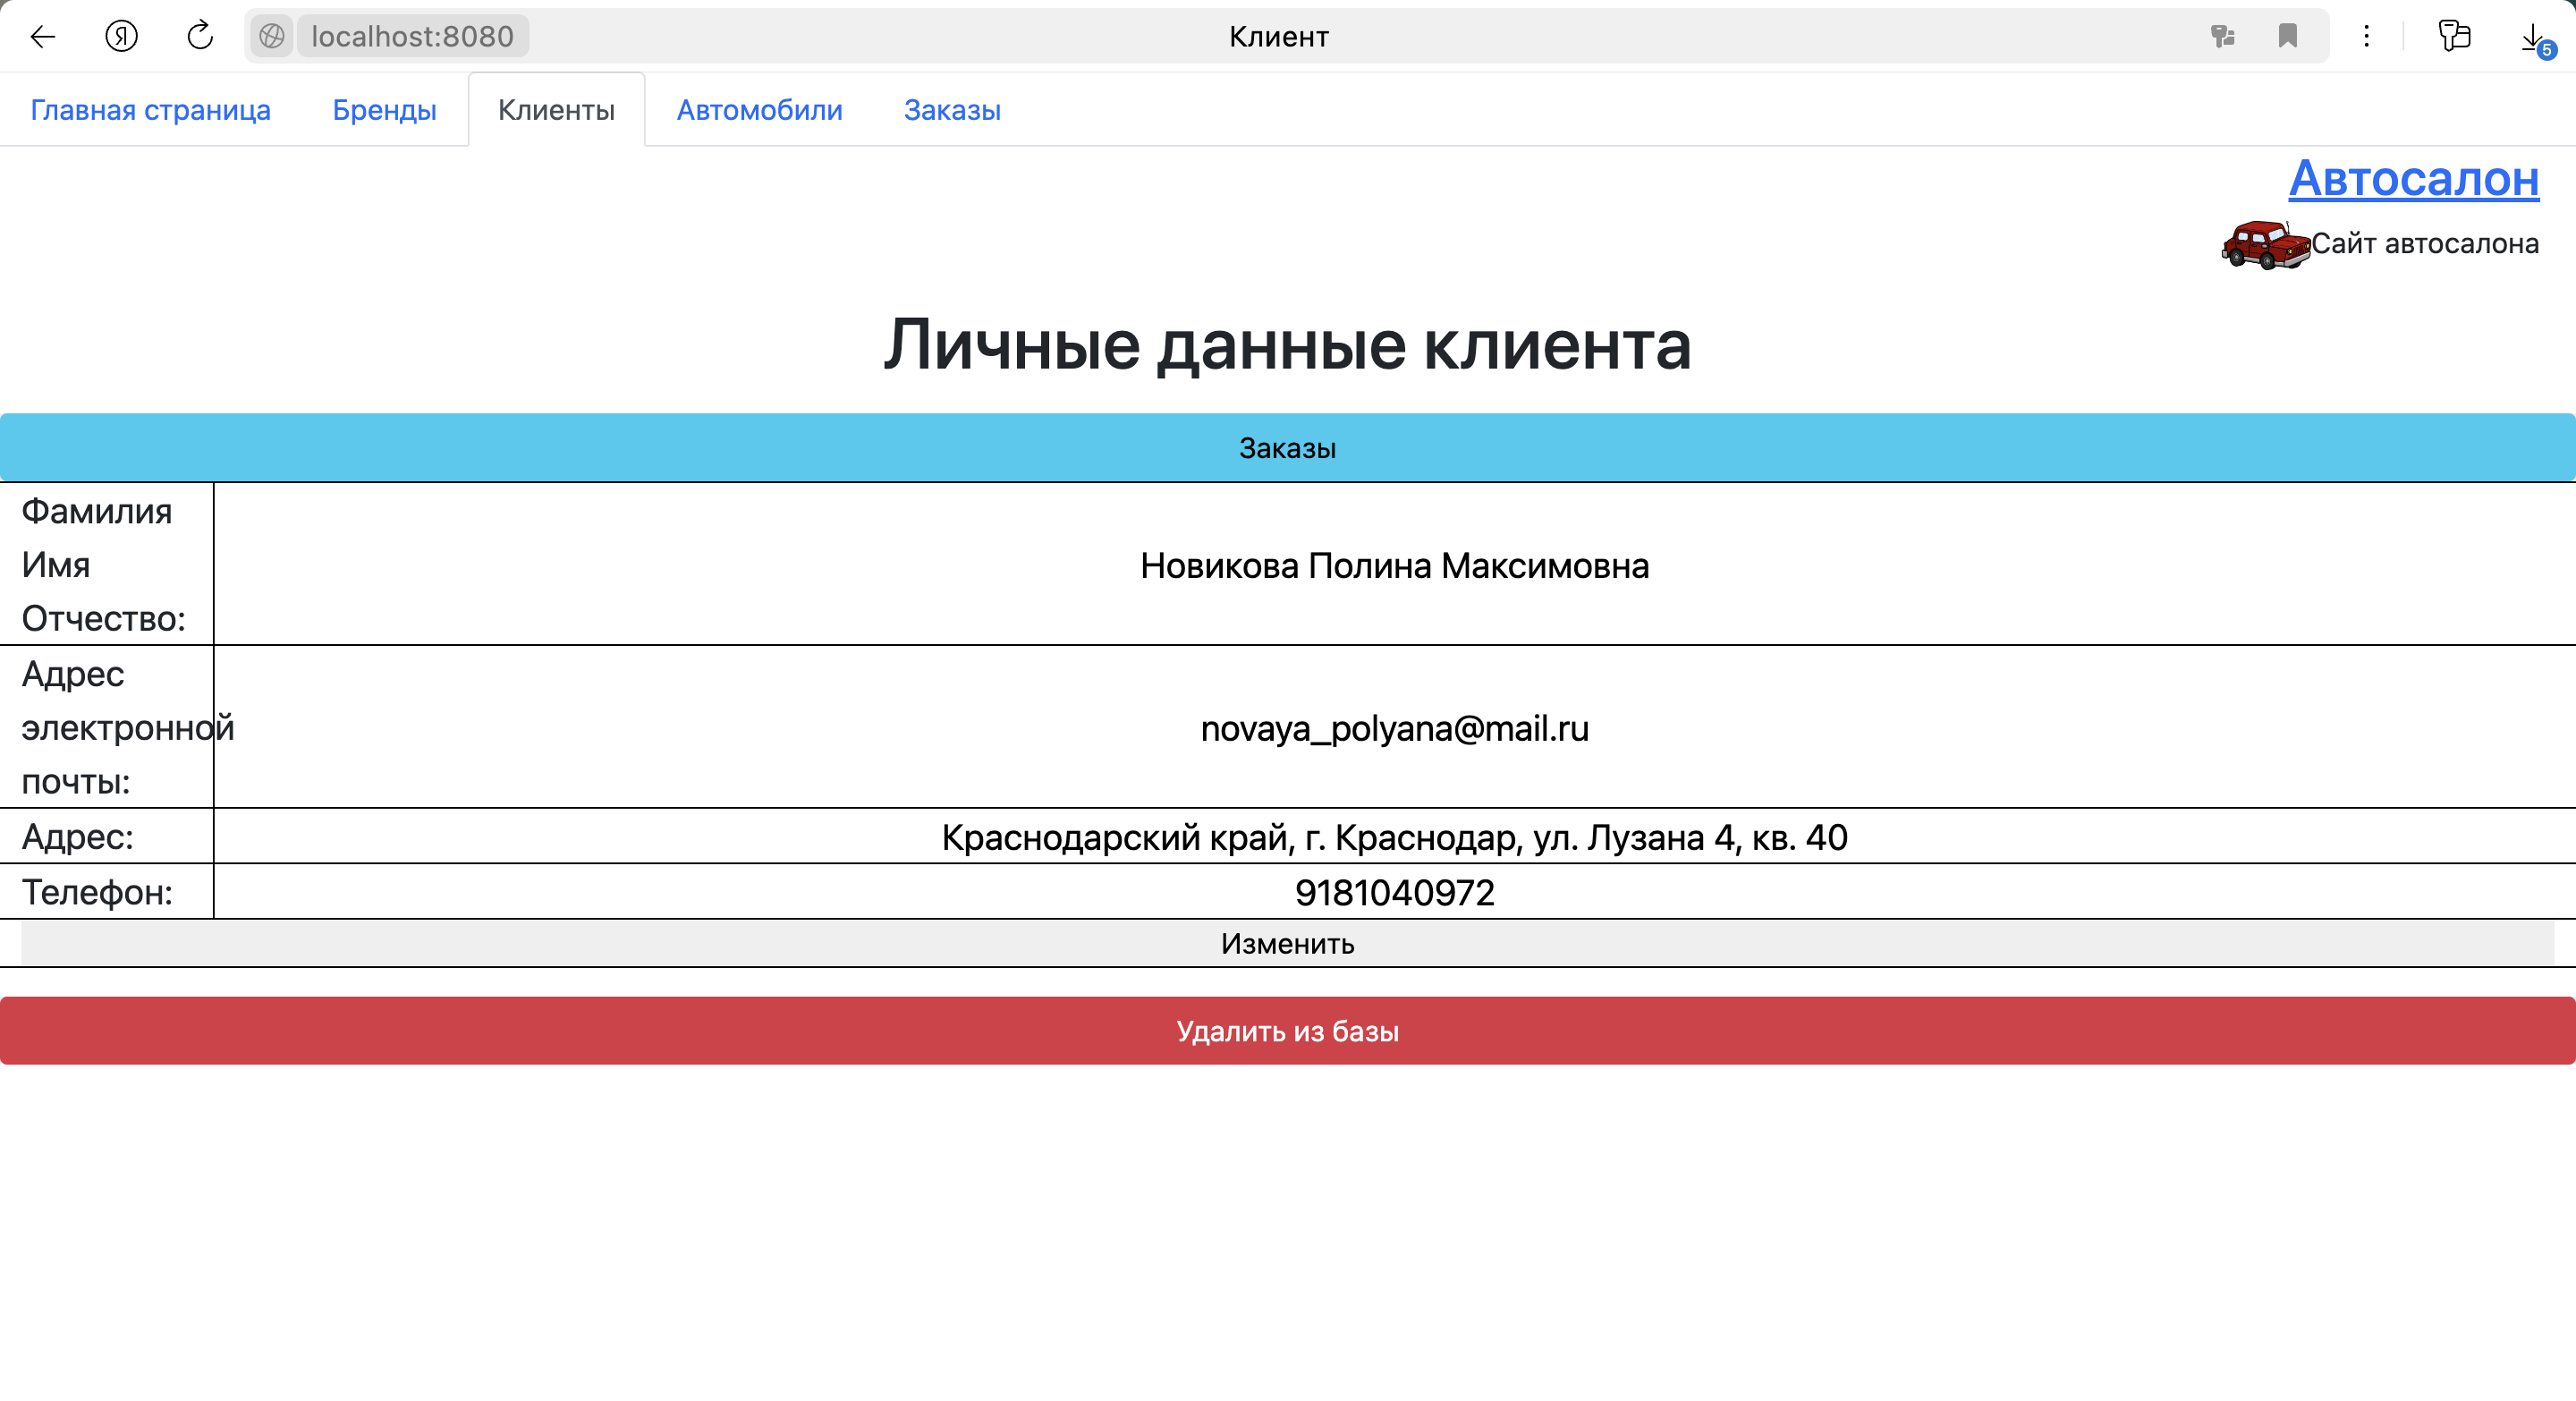 localhost:8080 Клиент
5
Главная страница Бренды Клиенты Автомобили Заказы
Автосалон
Сайт автосалона
Личные данные клиента
Заказы
Фамилия
Имя
Отчество:
Новикова Полина Максимовна
Адрес
электронной
почты:
novaya_polyana@mail.ru
Адрес: Краснодарский край, г. Краснодар, ул. Лузана 4, кв. 40
Телефон: 9181040972
Изменить
Удалить из базы